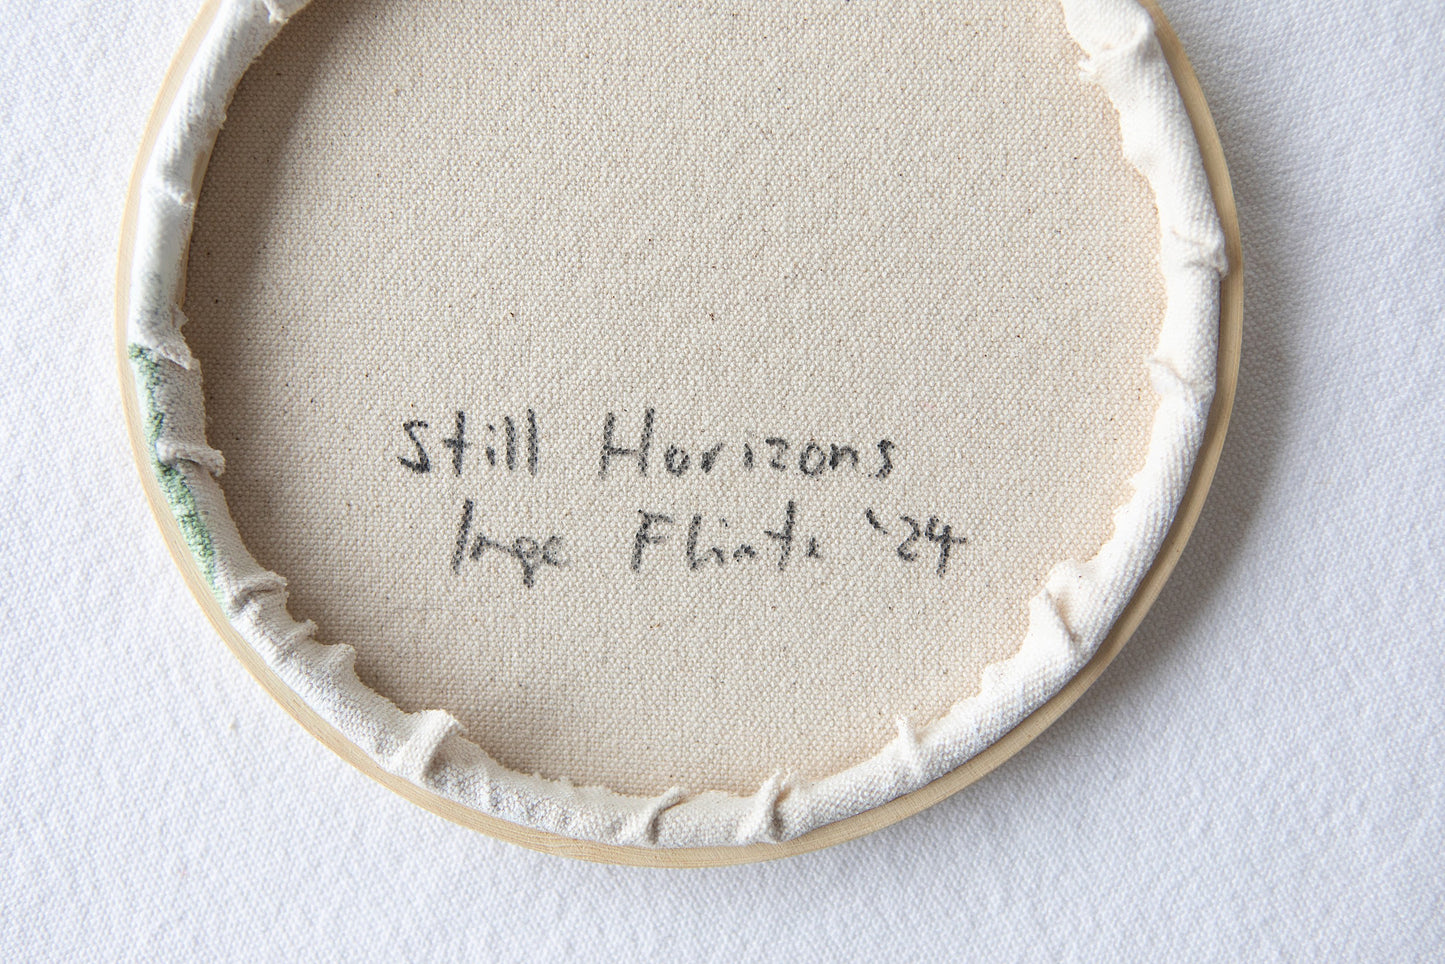 Still Horizons
Inge Flinte '24